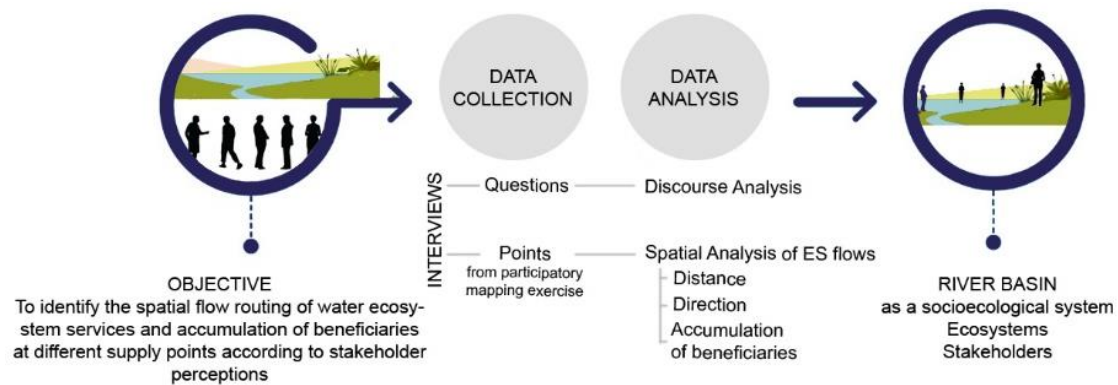 DATA
COLLECTION
DATA
ANALYSIS
INTERVIEWS
Questions
Discourse Analysis
Points
from participatory
mapping exercise
Spatial Analysis of ES flows
Distance
Direction
Accumulation
of beneficiaries
OBJECTIVE
To identify the spatial flow routing of water ecosy-
stem services and accumulation of beneficiaries
at different supply points according to stakeholder
perceptions
RIVER BASIN
as a socioecological system
Ecosystems
Stakeholders